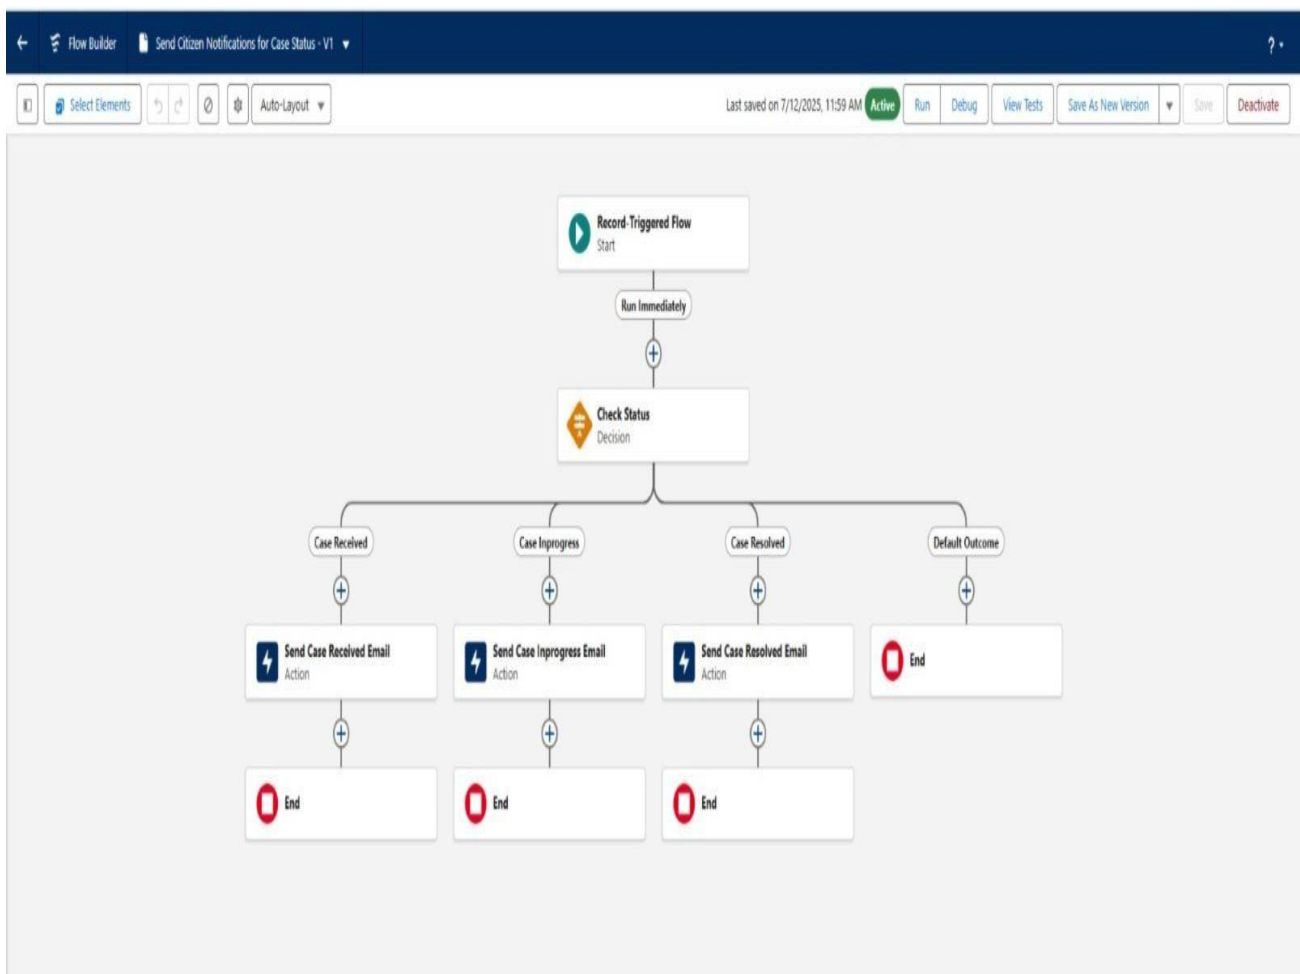 Flow Builder
Send Citizen Notifications for Case Status - V1
?
Select Elements
Auto-Layout
Last saved on 7/12/2025, 11:59 AM
Active
Run
Debug
View Tests
Save As New Version
Save
Deactivate
Record-Triggered Flow
Start
Run Immediately
Check Status
Decision
Case Received
Case Inprogress
Case Resolved
Default Outcome
Send Case Received Email
Action
Send Case Inprogress Email
Action
Send Case Resolved Email
Action
End
End
End
End